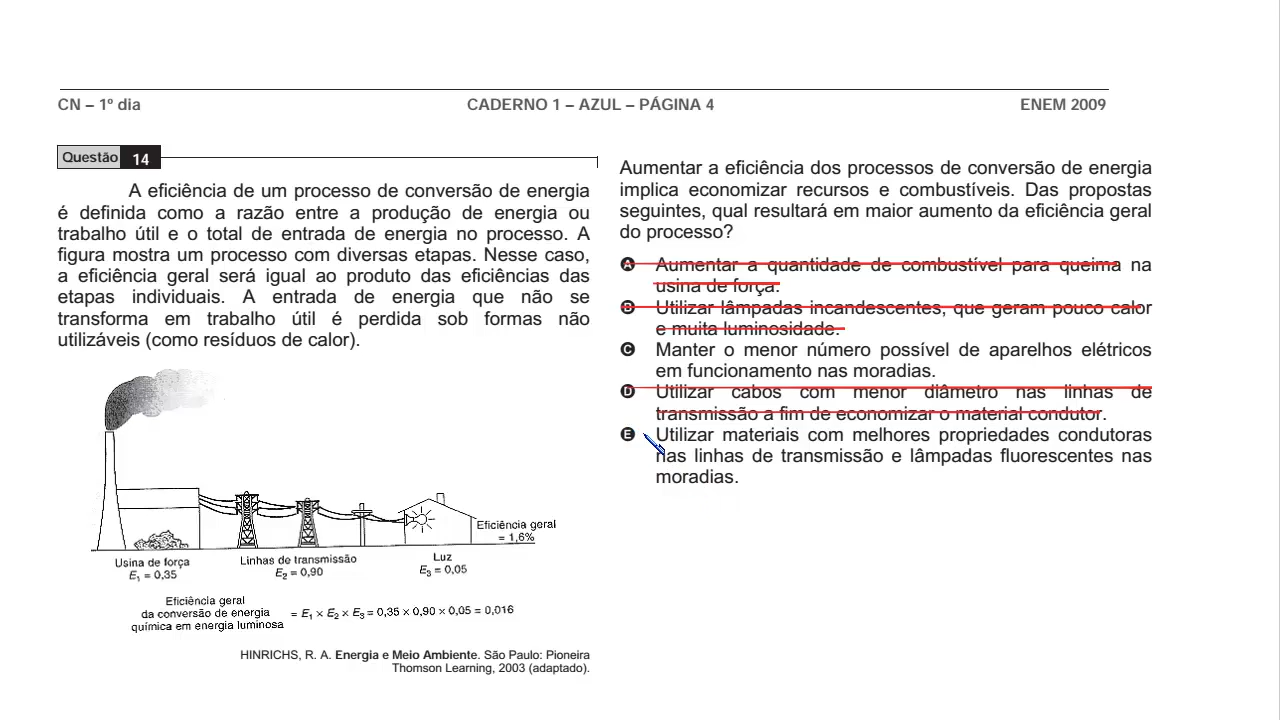 CN – 1º dia
CADERNO 1 – AZUL – PÁGINA 4
ENEM 2009
Questão 14
A eficiência de um processo de conversão de energia
é definida como a razão entre a produção de energia ou
trabalho útil e o total de entrada de energia no processo. A
figura mostra um processo com diversas etapas. Nesse caso,
a eficiência geral será igual ao produto das eficiências das
etapas individuais. A entrada de energia que não se
transforma em trabalho útil é perdida sob formas não
utilizáveis (como resíduos de calor).
Eficiência geral
= 1,6%
Usina de força
E₁ = 0,35
Linhas de transmissão
E₂ = 0,90
Luz
E₃ = 0,05
Eficiência geral
da conversão de energia
química em energia luminosa
= E₁ × E₂ × E₃ = 0,35 × 0,90 × 0,05 = 0,016
HINRICHS, R. A. Energia e Meio Ambiente. São Paulo: Pioneira
Thomson Learning, 2003 (adaptado).
Aumentar a eficiência dos processos de conversão de energia
implica economizar recursos e combustíveis. Das propostas
seguintes, qual resultará em maior aumento da eficiência geral
do processo?
A Aumentar a quantidade de combustível para queima na
usina de força.
B Utilizar lâmpadas incandescentes, que geram pouco calor
e muita luminosidade.
C Manter o menor número possível de aparelhos elétricos
em funcionamento nas moradias.
D Utilizar cabos com menor diâmetro nas linhas de
transmissão a fim de economizar o material condutor.
E Utilizar materiais com melhores propriedades condutoras
nas linhas de transmissão e lâmpadas fluorescentes nas
moradias.